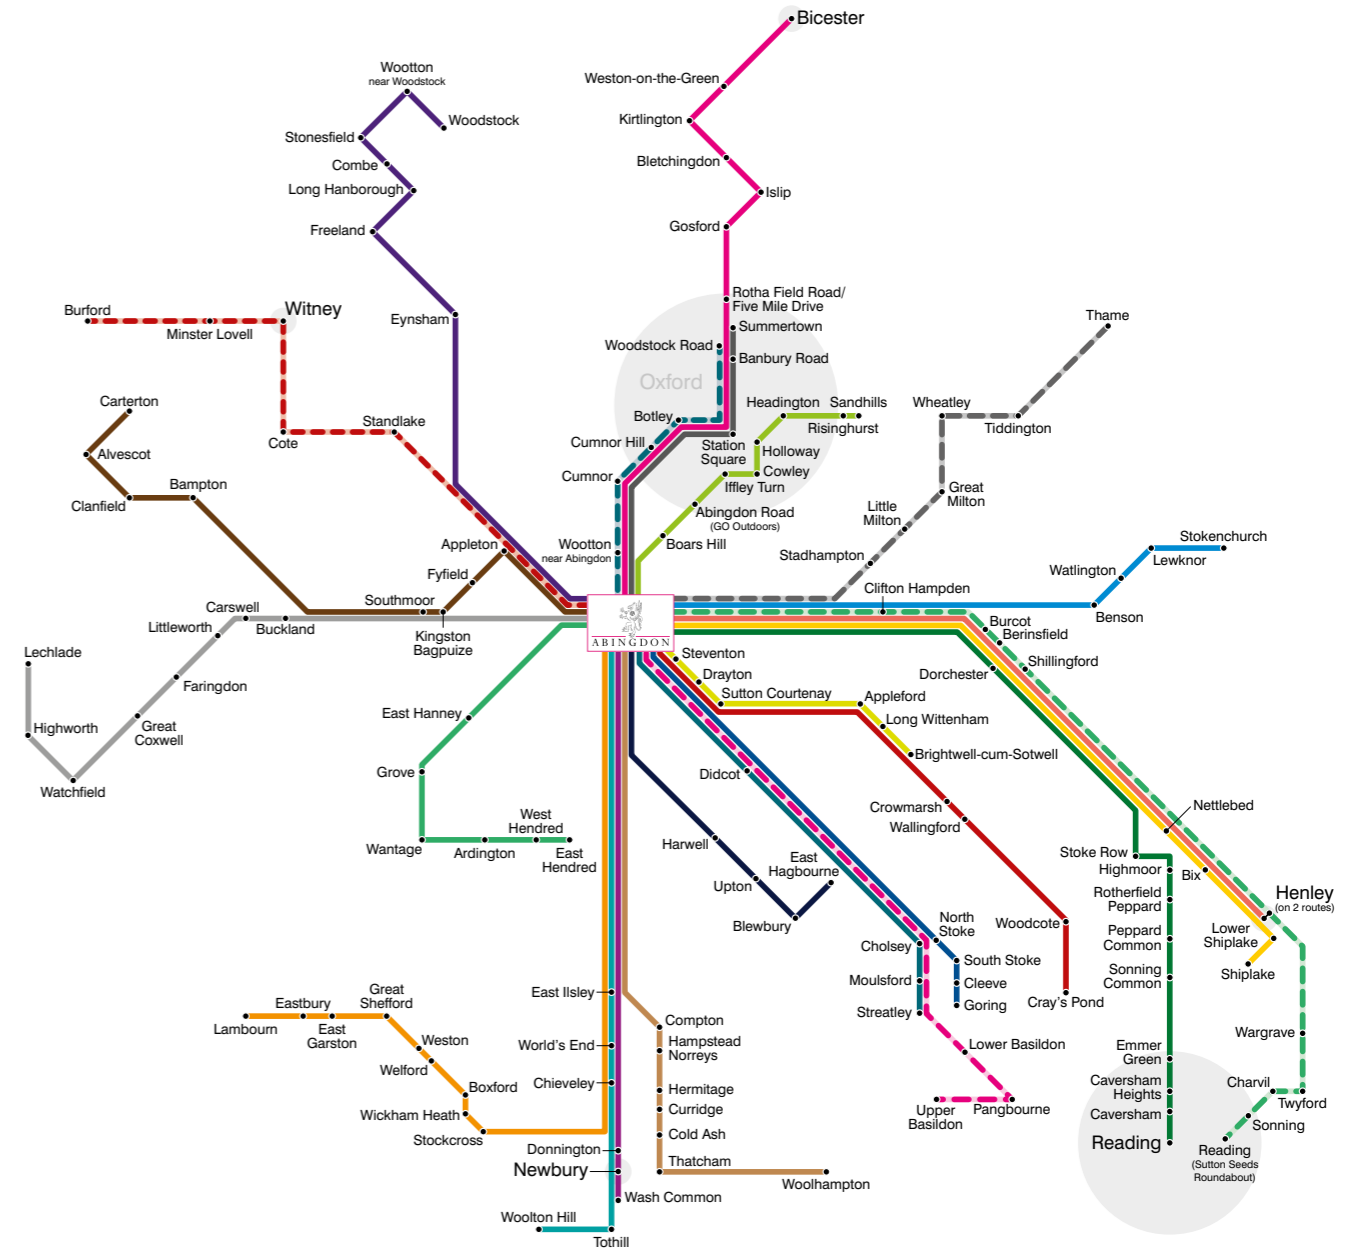 Bicester
Wootton
near Woodstock
Weston-on-the-Green
Woodstock
Kirtlington
Stonesfield
Combe
Bletchingdon
Long Hanborough
Islip
Freeland
Gosford
Rotha Field Road/
Five Mile Drive
Burford
Witney
Minster Lovell
Eynsham
Summertown
Thame
Woodstock Road
Banbury Road
Oxford
Carterton
Standlake
Cote
Botley
Headington
Sandhills
Risinghurst
Wheatley
Tiddington
Alvescot
Cumnor Hill
Station
Square
Holloway
Clanfield
Bampton
Cumnor
Cowley
Iffley Turn
Great
Milton
Abingdon Road
(GO Outdoors)
Little
Milton
Appleton
Wootton
near Abingdon
Boars Hill
Stadhampton
Stokenchurch
Lewknor
Watlington
Fyfield
Clifton Hampden
Southmoor
Carswell
Littleworth
Buckland
Kingston
Bagpuize
ABINGDON
Benson
Burcot
Berinsfield
Lechlade
Steventon
Shillingford
Drayton
Dorchester
Faringdon
Sutton Courtenay
Appleford
Highworth
Great
Coxwell
East Hanney
Long Wittenham
Brightwell-cum-Sotwell
Watchfield
Grove
Didcot
Crowmarsh
Wallingford
Nettlebed
West
Hendred
Wantage
Ardington
East
Hendred
Harwell
East
Hagbourne
Stoke Row
Highmoor
Bix
Upton
Rotherfield
Peppard
Henley
(on 2 routes)
Blewbury
North
Stoke
Woodcote
Peppard
Common
Lower
Shiplake
Cholsey
South Stoke
Shiplake
Moulsford
Cleeve
Sonning
Common
East Ilsley
Goring
Cray's Pond
Streatley
Eastbury
Great
Shefford
Lambourn
East
Garston
Compton
Wargrave
Weston
World's End
Hampstead
Norreys
Lower Basildon
Emmer
Green
Welford
Chieveley
Hermitage
Caversham
Heights
Charvil
Boxford
Curridge
Upper
Basildon
Pangbourne
Twyford
Wickham Heath
Caversham
Sonning
Stockcross
Cold Ash
Reading
Donnington
Reading
(Sutton Seeds
Roundabout)
Newbury
Thatcham
Woolhampton
Wash Common
Woolton Hill
Tothill